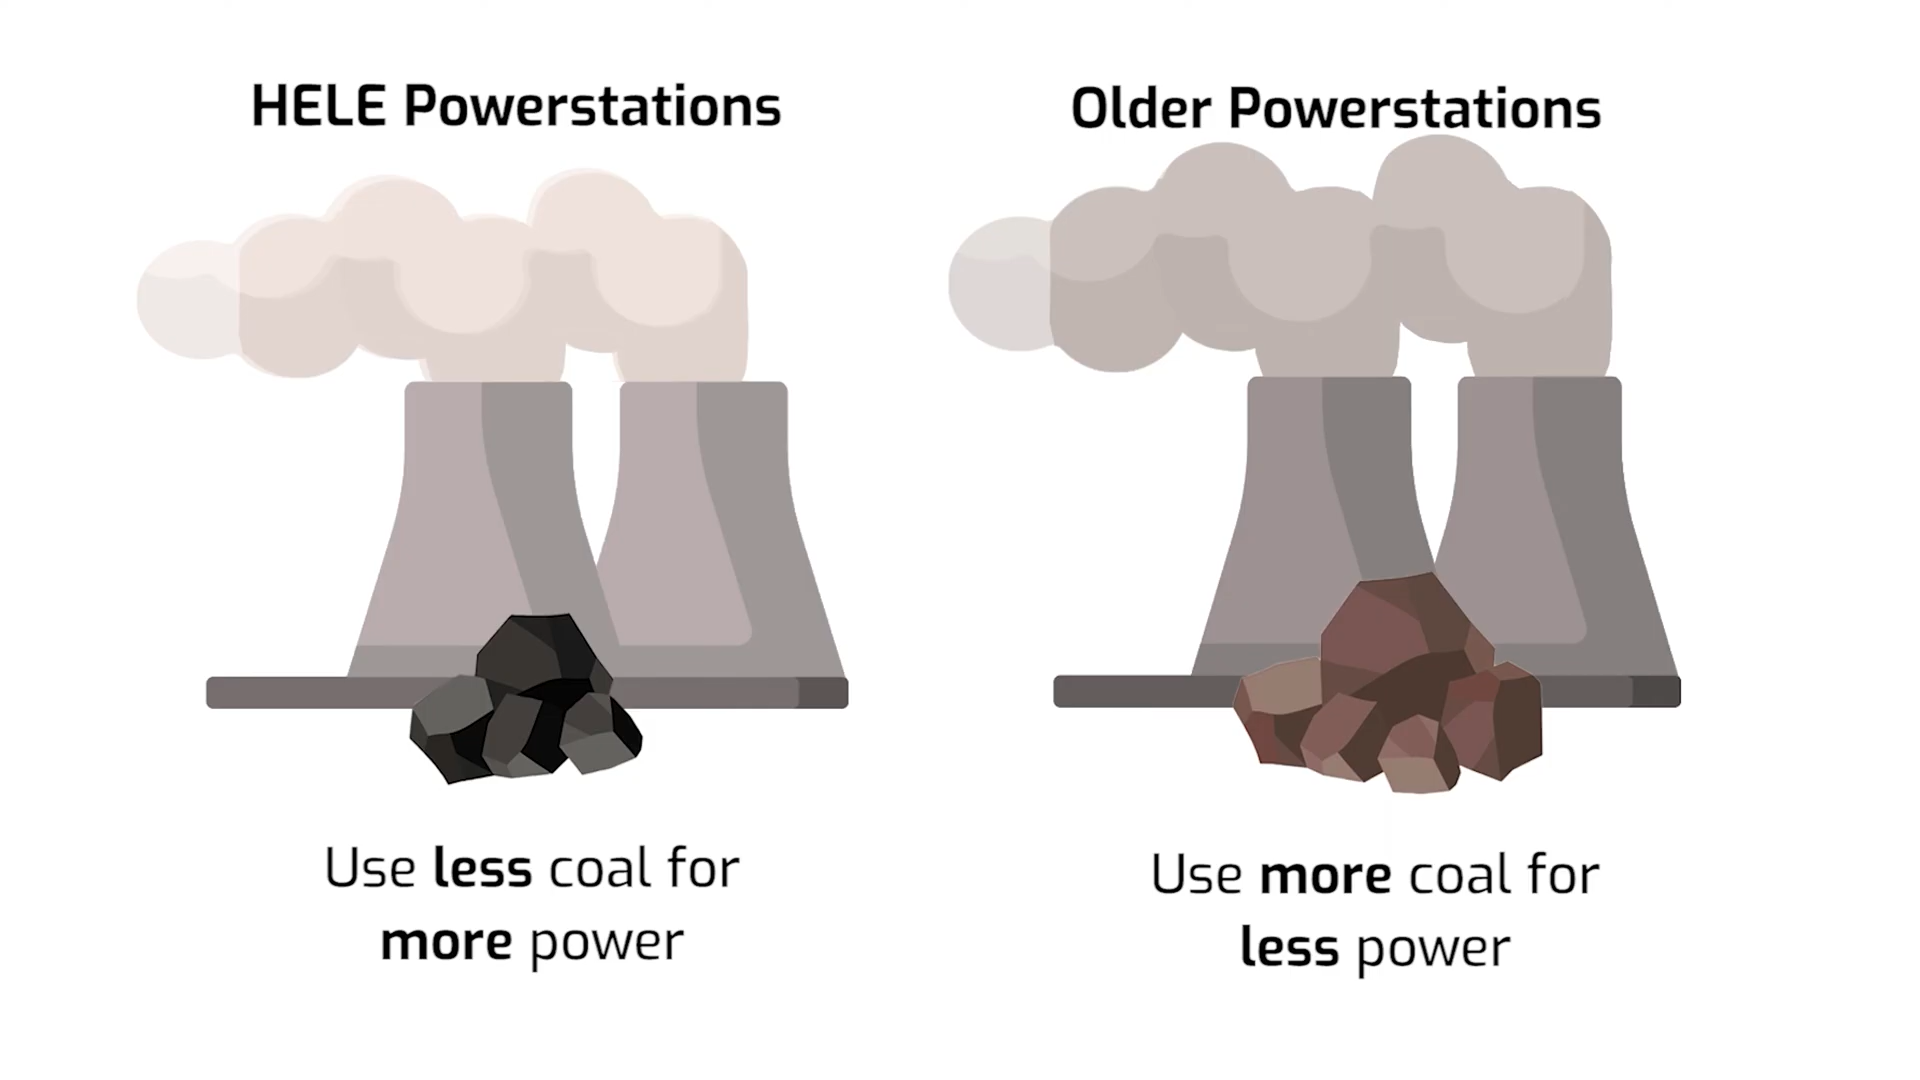 HELE Powerstations
Use less coal for
more power
Older Powerstations
Use more coal for
less power